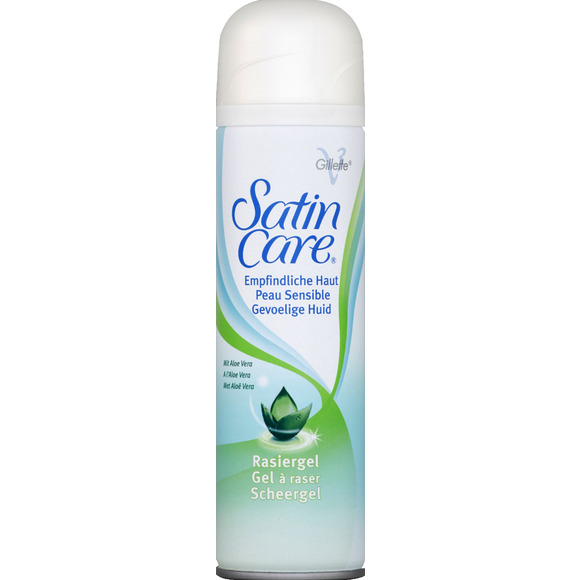 Gillette®
Satin
Care®
Empfindliche Haut
Peau Sensible
Gevoelige Huid
Mit Aloe Vera
A l'Aloe Vera
Met Aloë Vera
Rasiergel
Gel à raser
Scheergel